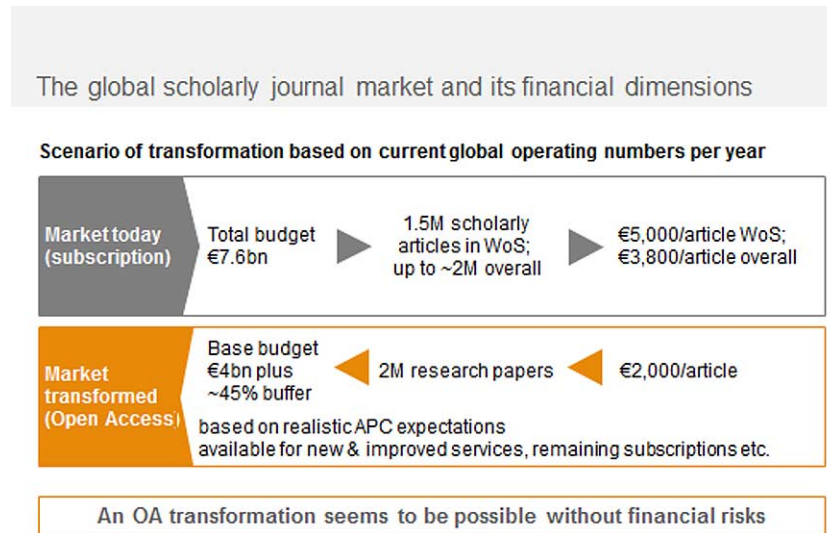 The global scholarly journal market and its financial dimensions
Scenario of transformation based on current global operating numbers per year
Market today
(subscription)
Total budget
€7.6bn
1.5M scholarly
articles in WoS;
up to ~2M overall
€5,000/article WoS;
€3,800/article overall
Market
transformed
(Open Access)
Base budget
€4bn plus
~45% buffer
2M research papers
€2,000/article
based on realistic APC expectations
available for new & improved services, remaining subscriptions etc.
An OA transformation seems to be possible without financial risks